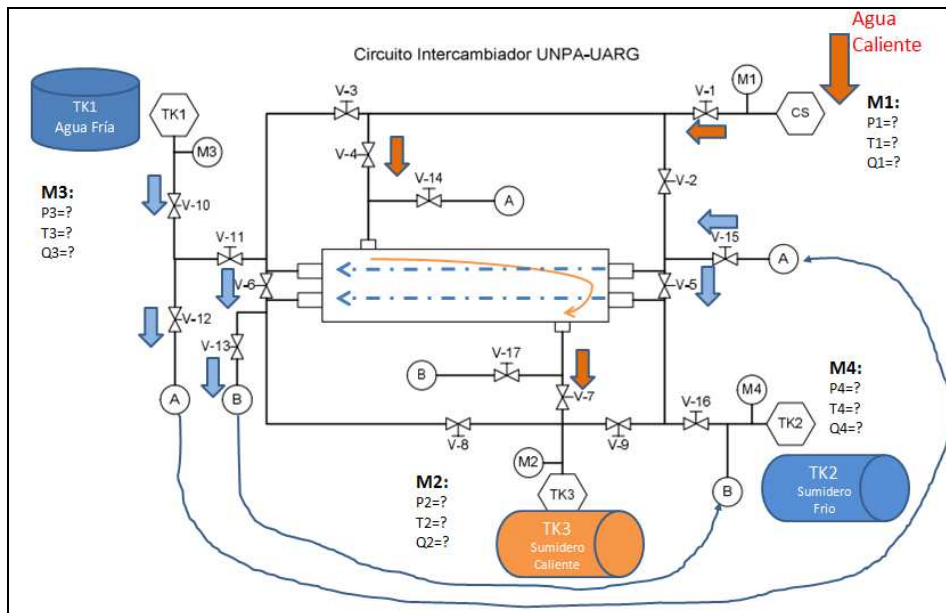 Agua
Caliente
Circuito Intercambiador UNPA-UARG
TK1
Agua Fría
TK1
M3
M3:
P3=?
T3=?
Q3=?
V-10
V-11
V-12
V-13
V-6
A
B
V-3
V-4
V-14
A
V-1
M1
CS
M1:
P1=?
T1=?
Q1=?
V-2
V-15
A
V-5
V-17
B
V-7
V-8
V-9
V-16
M4
TK2
M4:
P4=?
T4=?
Q4=?
B
TK2
Sumidero
Frio
M2
TK3
M2:
P2=?
T2=?
Q2=?
TK3
Sumidero
Caliente